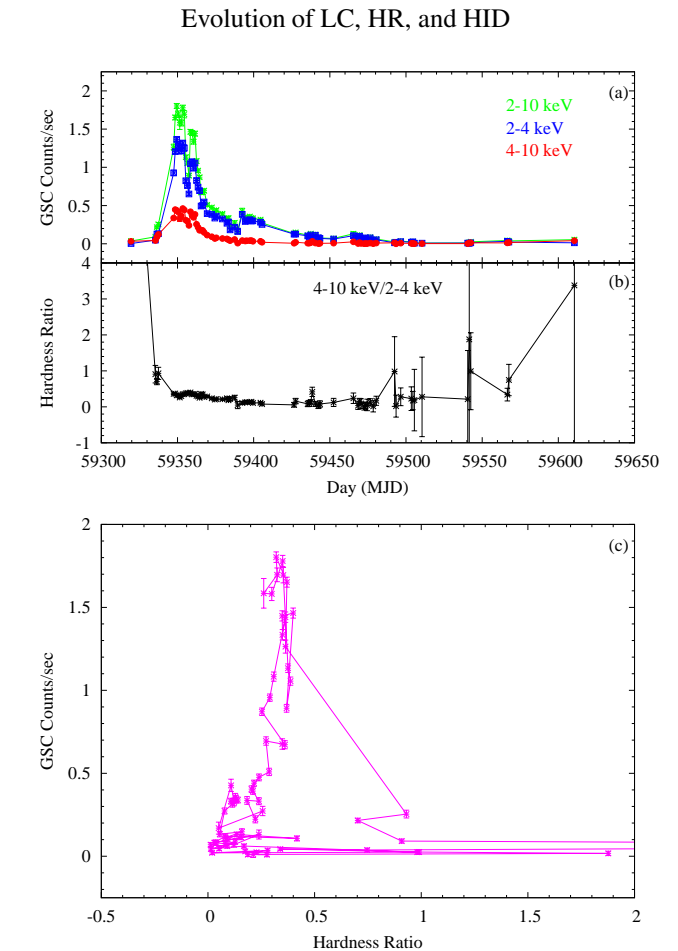 Evolution of LC, HR, and HID
(a)
2-10 keV
2-4 keV
4-10 keV
GSC Counts/sec
2
1.5
1
0.5
0
(b)
4-10 keV/2-4 keV
Hardness Ratio
4
3
2
1
0
-1
59300 59350 59400 59450 59500 59550 59600 59650
Day (MJD)
(c)
GSC Counts/sec
2
1.5
1
0.5
0
-0.5 0 0.5 1 1.5 2
Hardness Ratio